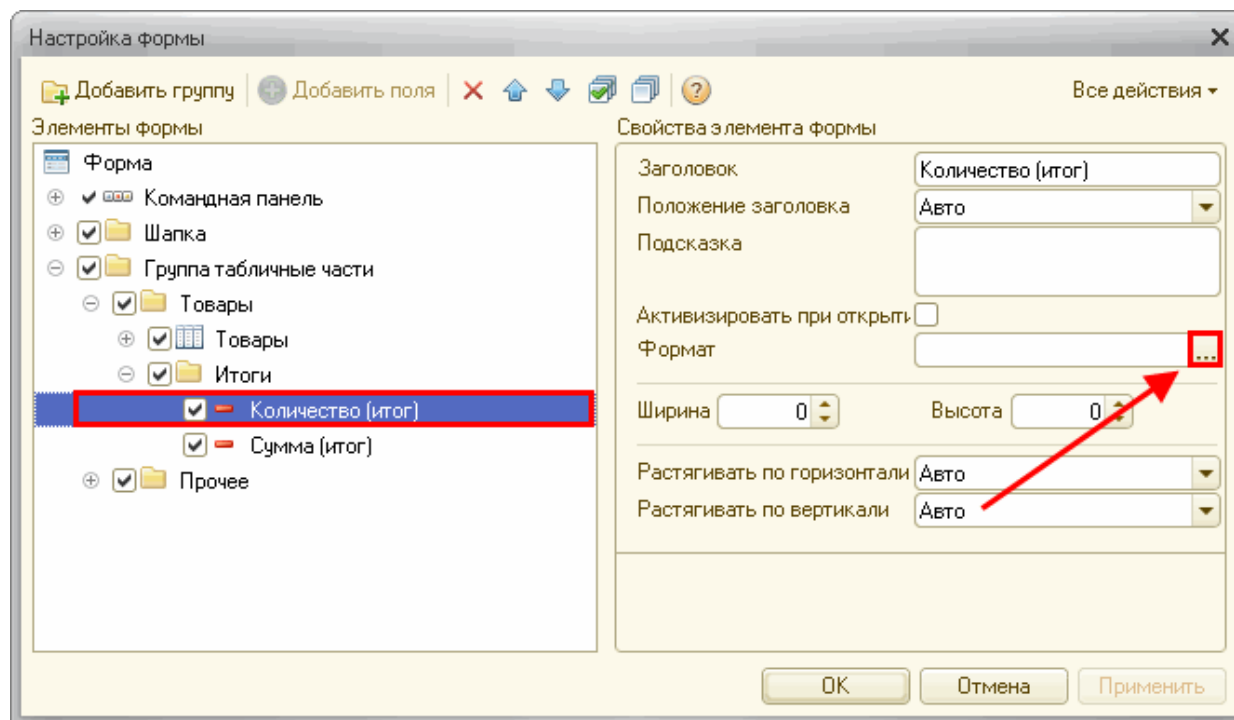 Настройка формы
Добавить группу Добавить поля Все действия
Элементы формы
Форма
Командная панель
Шапка
Группа табличные части
Товары
Товары
Итоги
Количество (итог)
Сумма (итог)
Прочее
Свойства элемента формы
Заголовок Количество (итог)
Положение заголовка Авто
Подсказка
Активизировать при открыти
Формат ...
Ширина 0 Высота 0
Растягивать по горизонтали Авто
Растягивать по вертикали Авто
ОК Отмена Применить